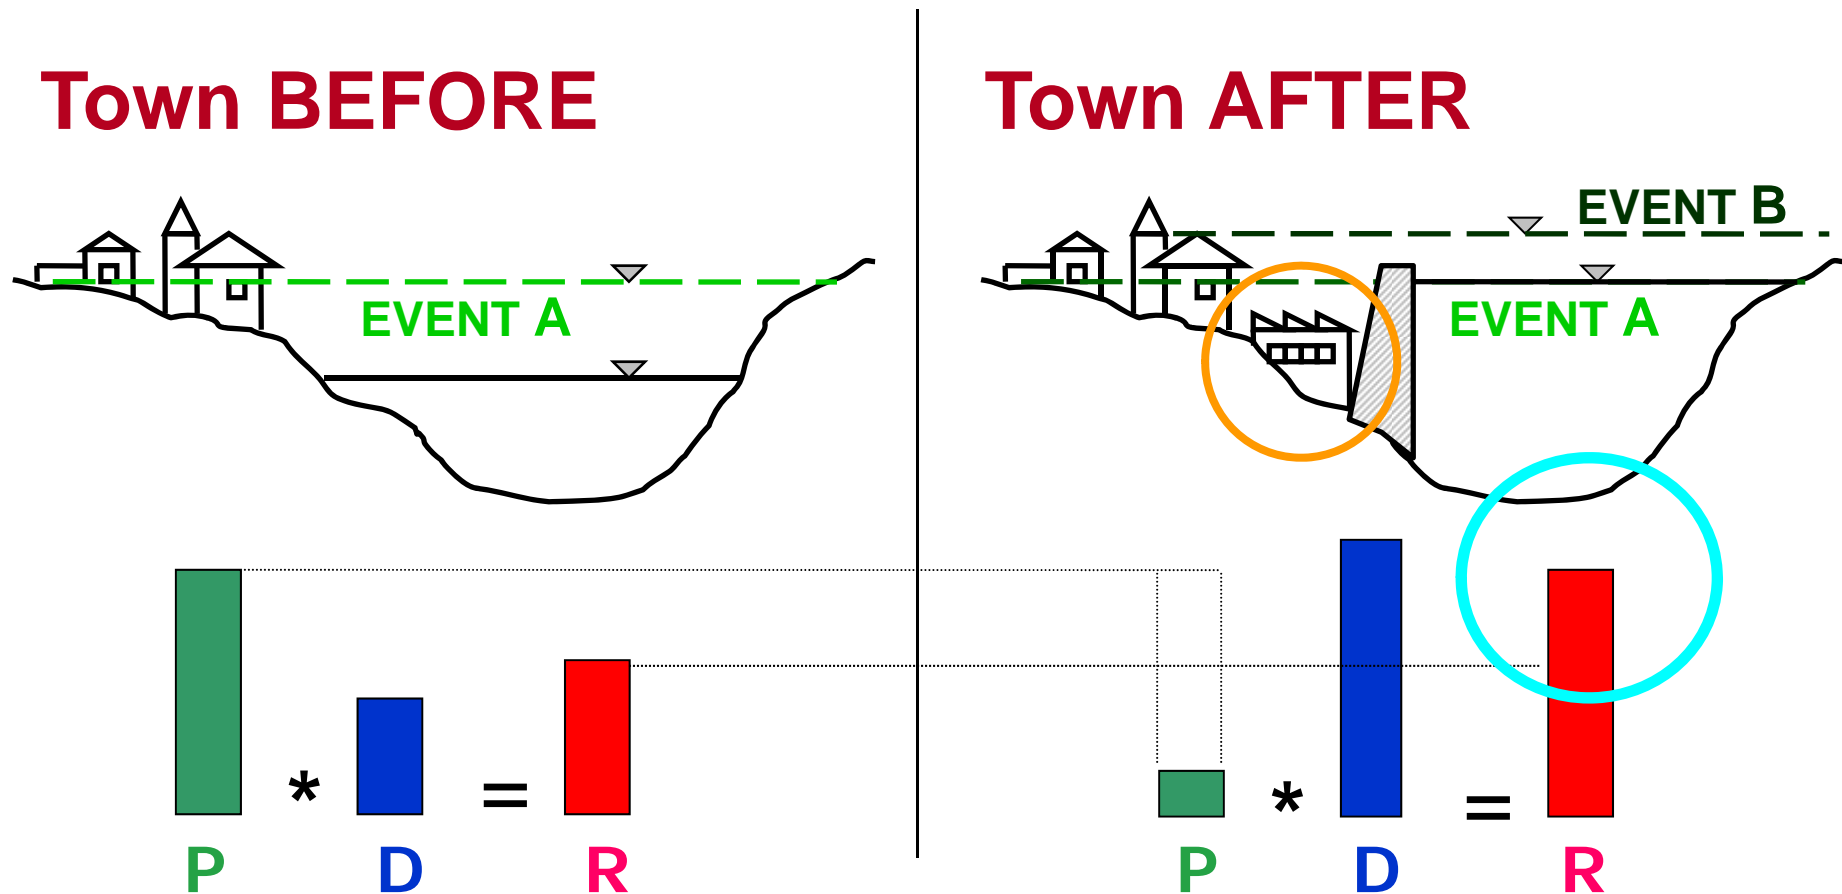 Town BEFORE
EVENT A
* =
P D R
Town AFTER
EVENT B
EVENT A
* =
P D R